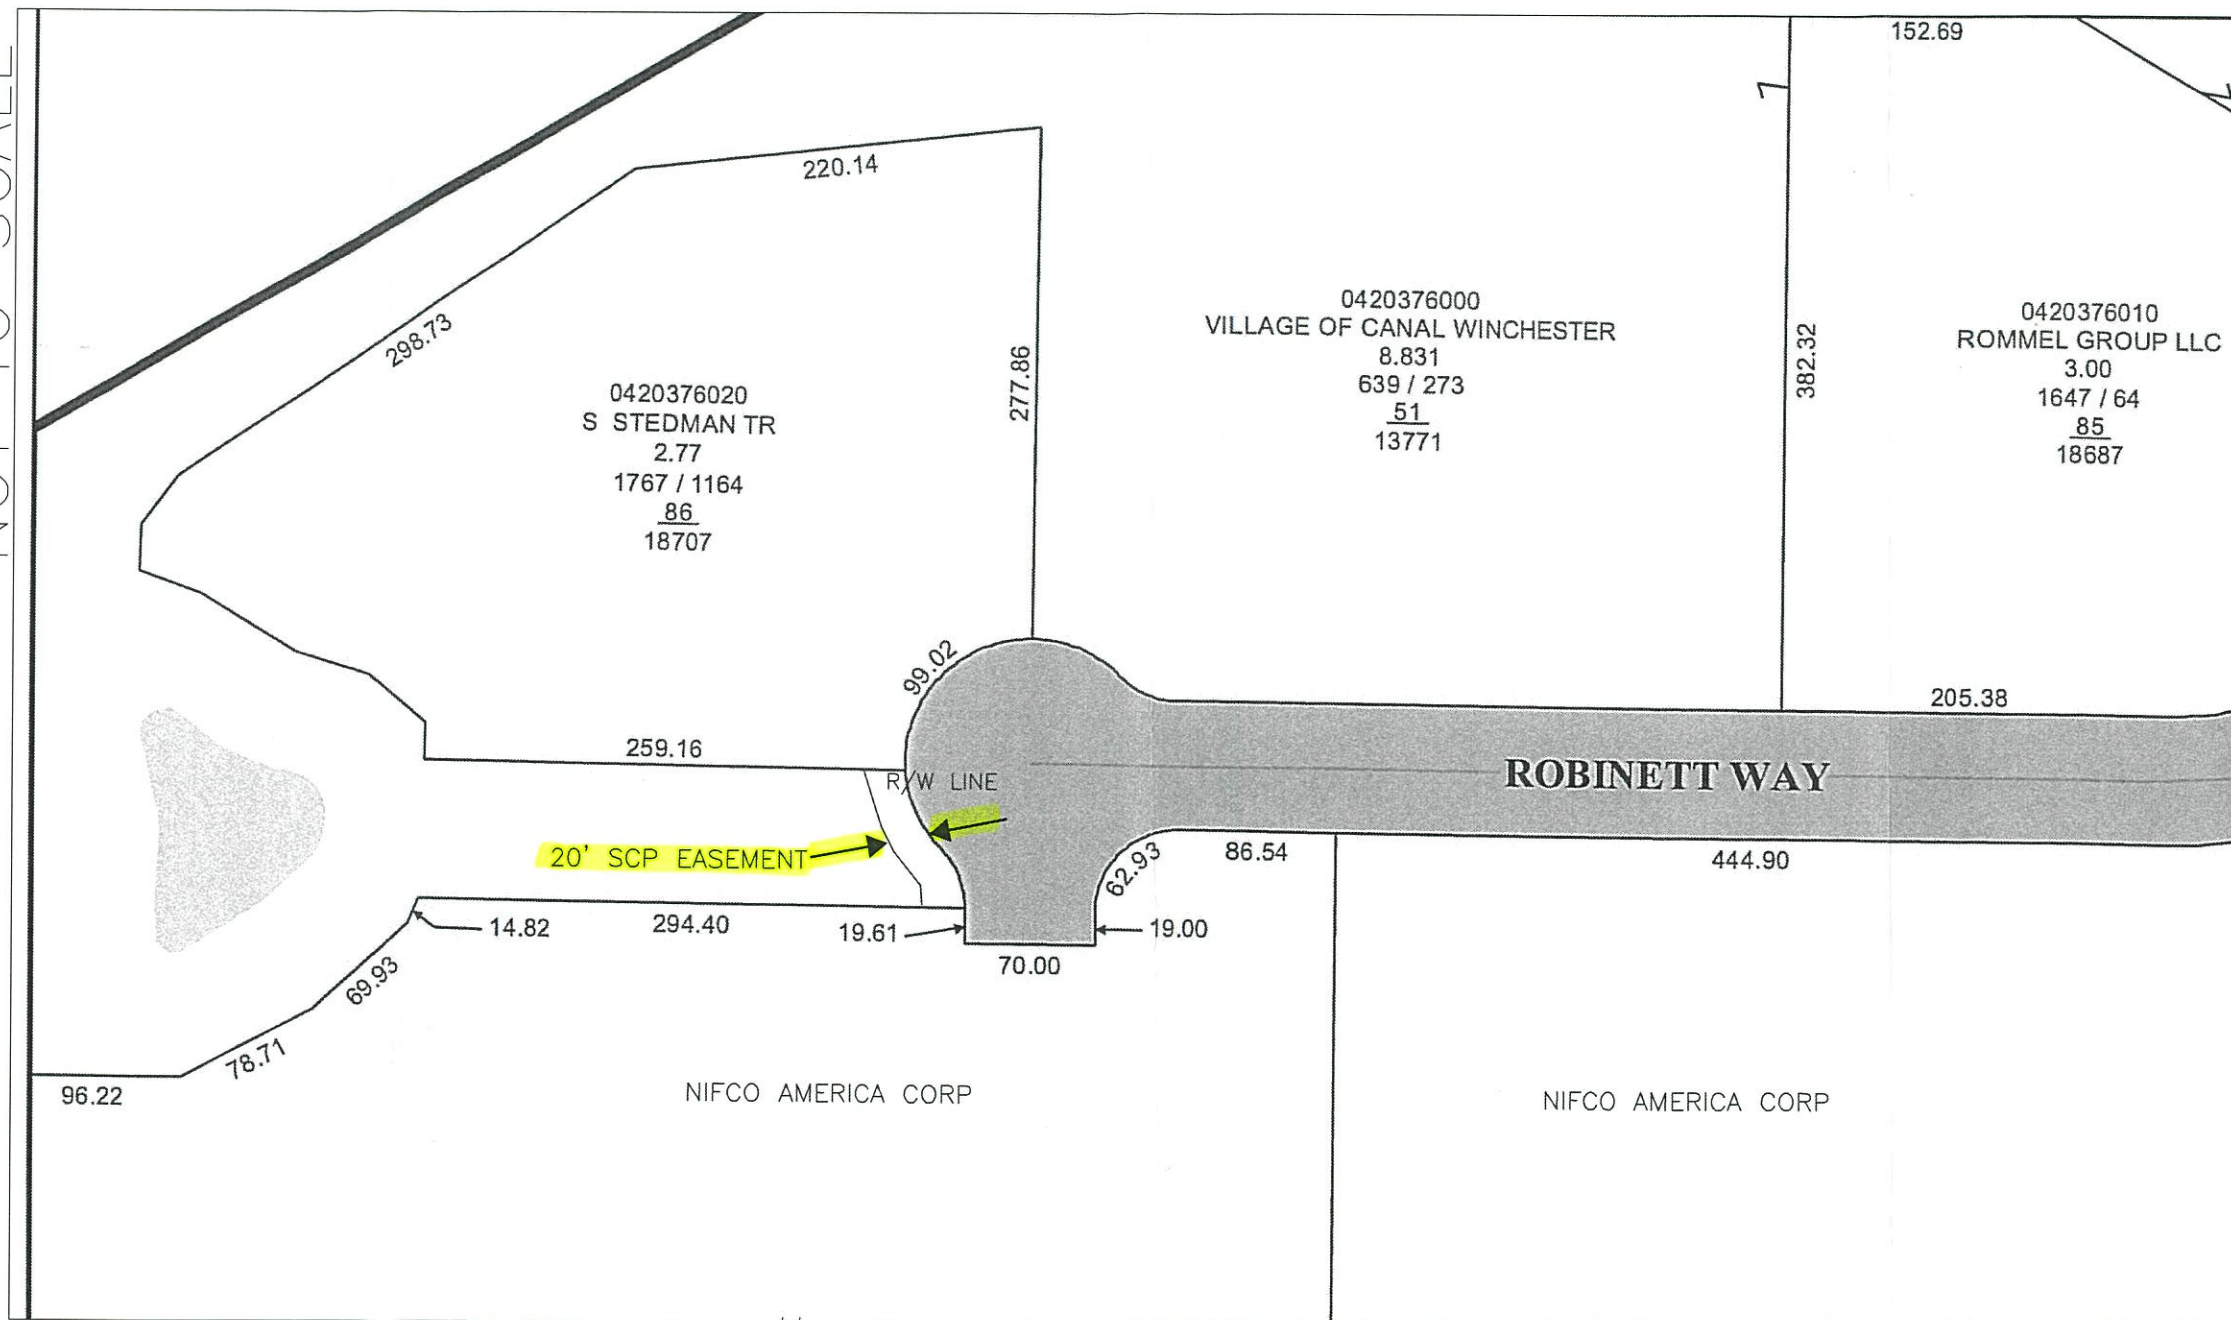 152.69
220.14
298.73
277.86
382.32
0420376020
S STEDMAN TR
2.77
1767 / 1164
86
18707
0420376000
VILLAGE OF CANAL WINCHESTER
8.831
639 / 273
51
13771
0420376010
ROMMEL GROUP LLC
3.00
1647 / 64
85
18687
99.02
205.38
259.16
R/W LINE
ROBINETT WAY
20' SCP EASEMENT
62.93
86.54
444.90
14.82
294.40
19.61
19.00
70.00
69.93
78.71
96.22
NIFCO AMERICA CORP
NIFCO AMERICA CORP